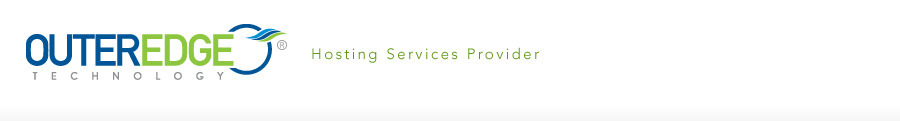 OUTEREDGE®
TECHNOLOGY
Hosting Services Provider